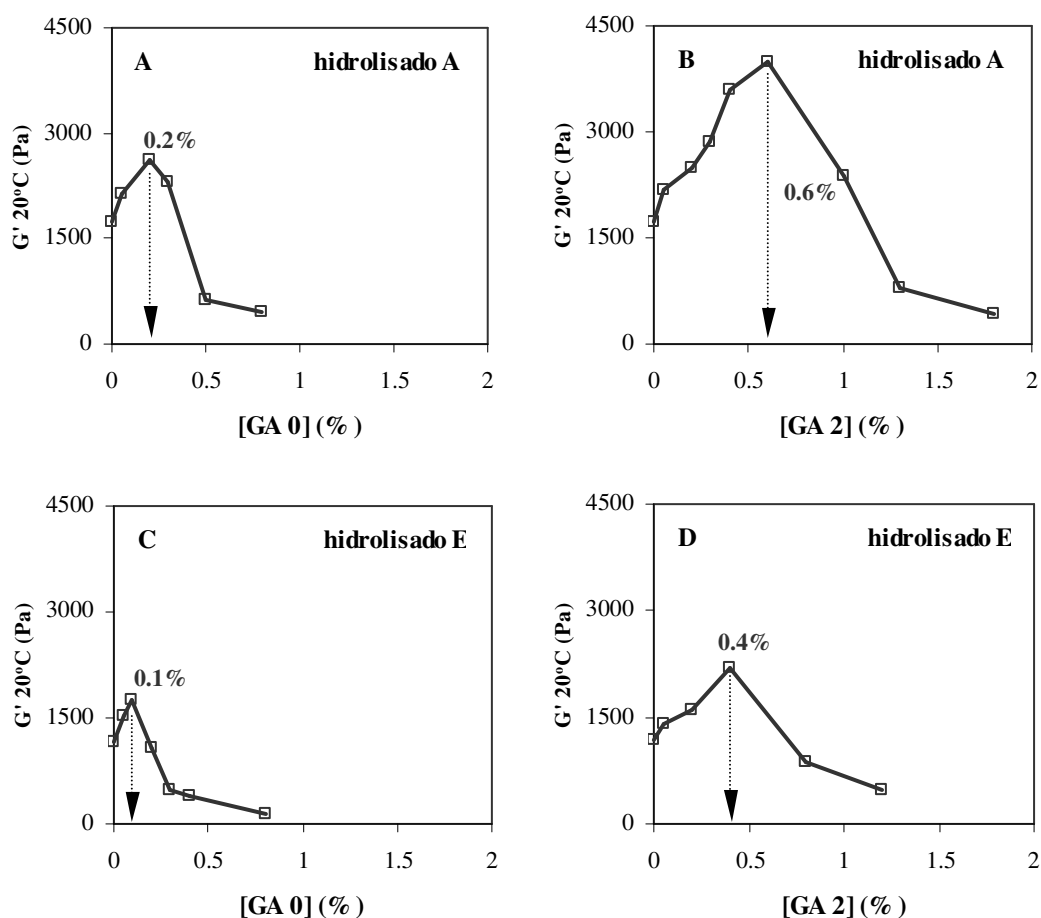 A hidrolisado A
4500
3000
1500
0
0.2%
G' 20ºC (Pa)
0 0.5 1 1.5 2
[GA 0] (% )
B hidrolisado A
4500
3000
1500
0
0.6%
G' 20ºC (Pa)
0 0.5 1 1.5 2
[GA 2] (% )
C hidrolisado E
4500
3000
1500
0
0.1%
G' 20ºC (Pa)
0 0.5 1 1.5 2
[GA 0] (% )
D hidrolisado E
4500
3000
1500
0
0.4%
G' 20ºC (Pa)
0 0.5 1 1.5 2
[GA 2] (% )